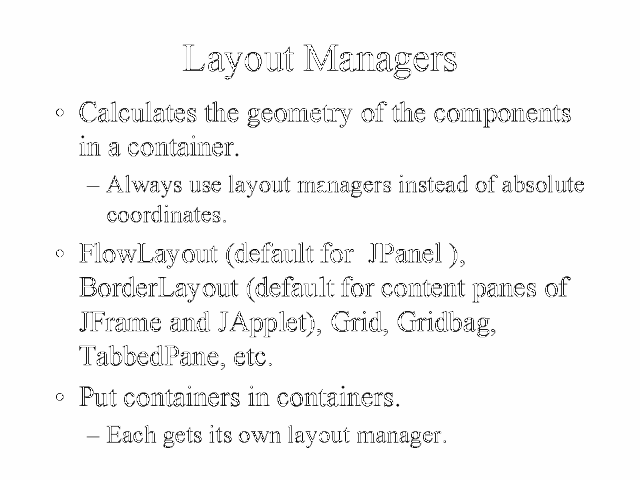 Layout Managers
• Calculates the geometry of the components
in a container.
– Always use layout managers instead of absolute
coordinates.
• FlowLayout (default for JPanel ),
BorderLayout (default for content panes of
JFrame and JApplet), Grid, Gridbag,
TabbedPane, etc.
• Put containers in containers.
– Each gets its own layout manager.